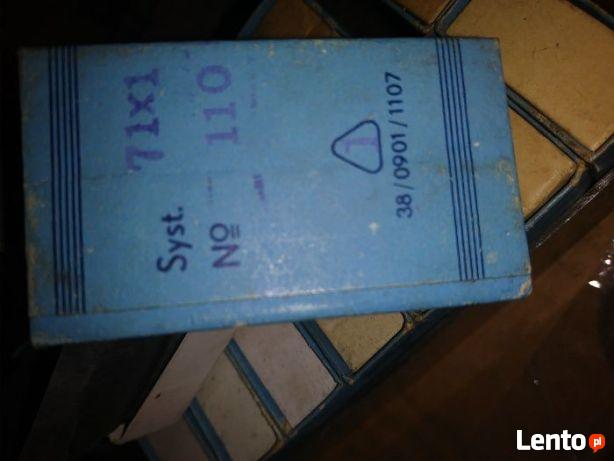 Syst. 71x1
Nº 110
1
38/0901/1107
Lento.pl